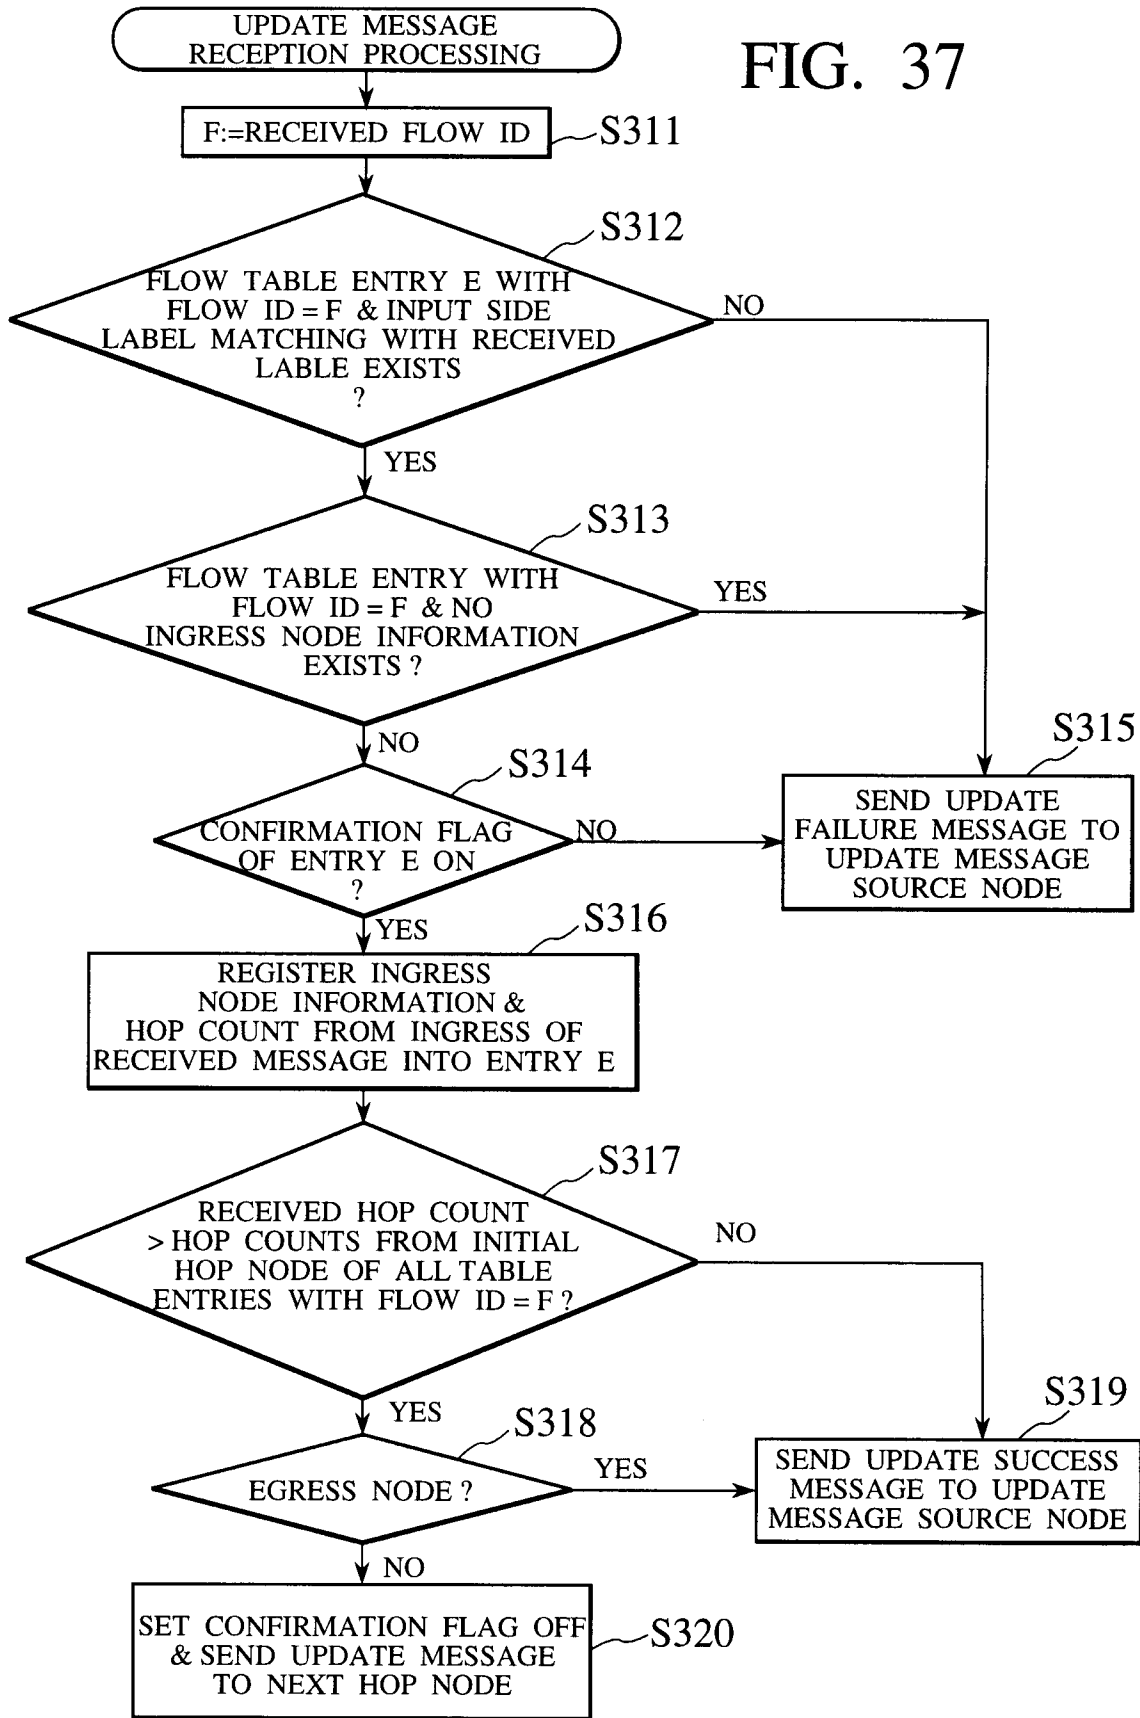 UPDATE MESSAGE
RECEPTION PROCESSING
FIG. 37
F:=RECEIVED FLOW ID
S311
S312
FLOW TABLE ENTRY E WITH
FLOW ID = F & INPUT SIDE
LABEL MATCHING WITH RECEIVED
LABLE EXISTS
?
NO
YES
S313
FLOW TABLE ENTRY WITH
FLOW ID = F & NO
INGRESS NODE INFORMATION
EXISTS ?
YES
NO
S314
CONFIRMATION FLAG
OF ENTRY E ON
?
NO
YES
S315
SEND UPDATE
FAILURE MESSAGE TO
UPDATE MESSAGE
SOURCE NODE
S316
REGISTER INGRESS
NODE INFORMATION &
HOP COUNT FROM INGRESS OF
RECEIVED MESSAGE INTO ENTRY E
S317
RECEIVED HOP COUNT
> HOP COUNTS FROM INITIAL
HOP NODE OF ALL TABLE
ENTRIES WITH FLOW ID = F ?
NO
YES
S318
EGRESS NODE ?
YES
NO
S319
SEND UPDATE SUCCESS
MESSAGE TO UPDATE
MESSAGE SOURCE NODE
SET CONFIRMATION FLAG OFF
& SEND UPDATE MESSAGE
TO NEXT HOP NODE
S320